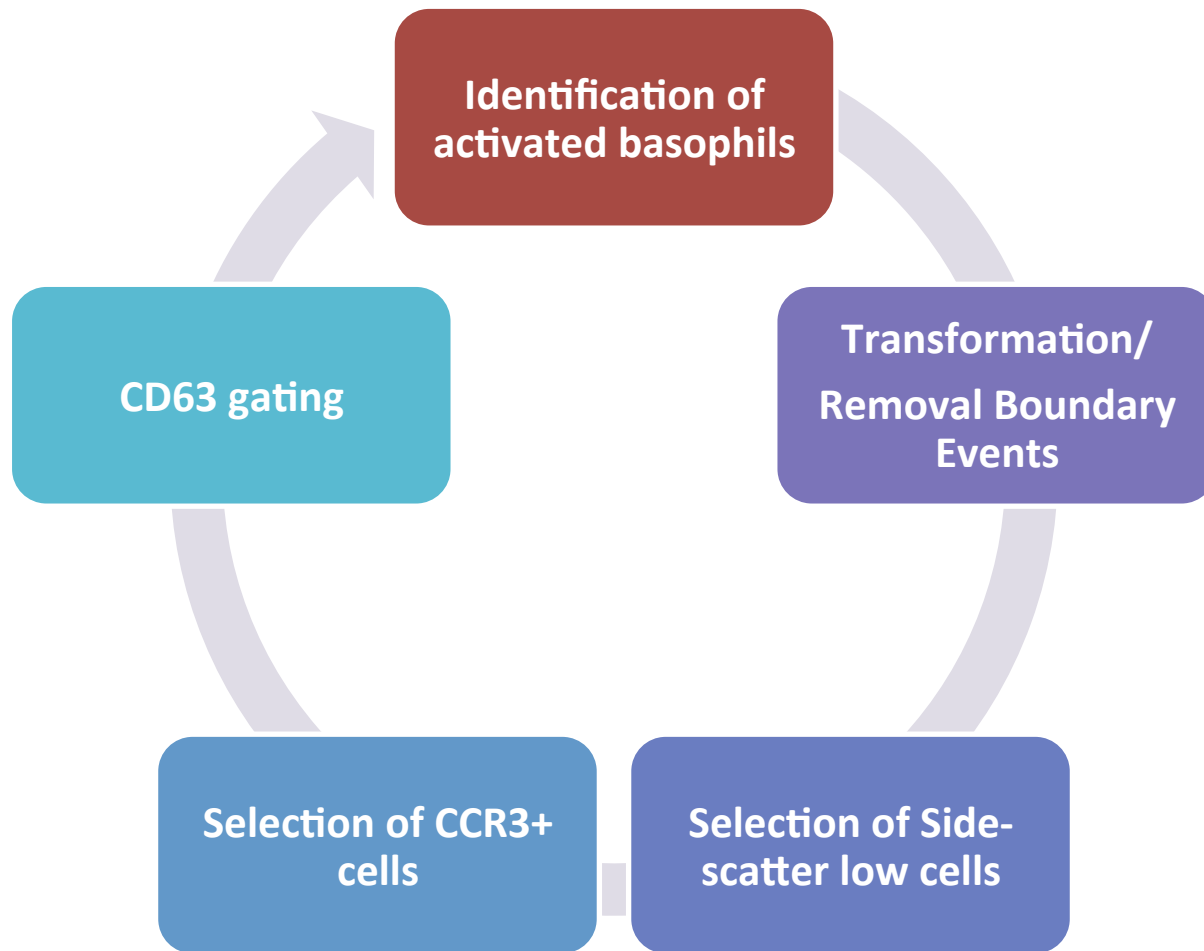 Identification of
activated basophils
Transformation/
Removal Boundary
Events
Selection of Side-
scatter low cells
Selection of CCR3+
cells
CD63 gating